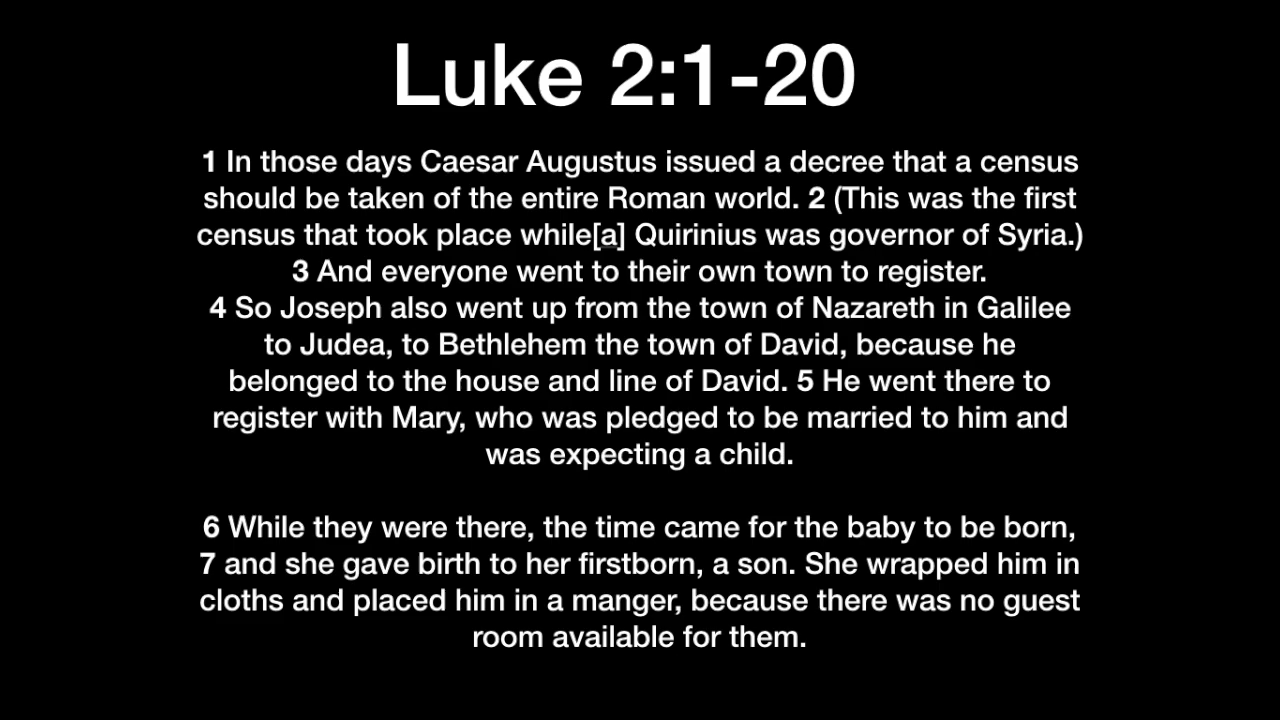 Luke 2:1-20
1 In those days Caesar Augustus issued a decree that a census
should be taken of the entire Roman world. 2 (This was the first
census that took place while[a] Quirinius was governor of Syria.)
3 And everyone went to their own town to register.
4 So Joseph also went up from the town of Nazareth in Galilee
to Judea, to Bethlehem the town of David, because he
belonged to the house and line of David. 5 He went there to
register with Mary, who was pledged to be married to him and
was expecting a child.
6 While they were there, the time came for the baby to be born,
7 and she gave birth to her firstborn, a son. She wrapped him in
cloths and placed him in a manger, because there was no guest
room available for them.